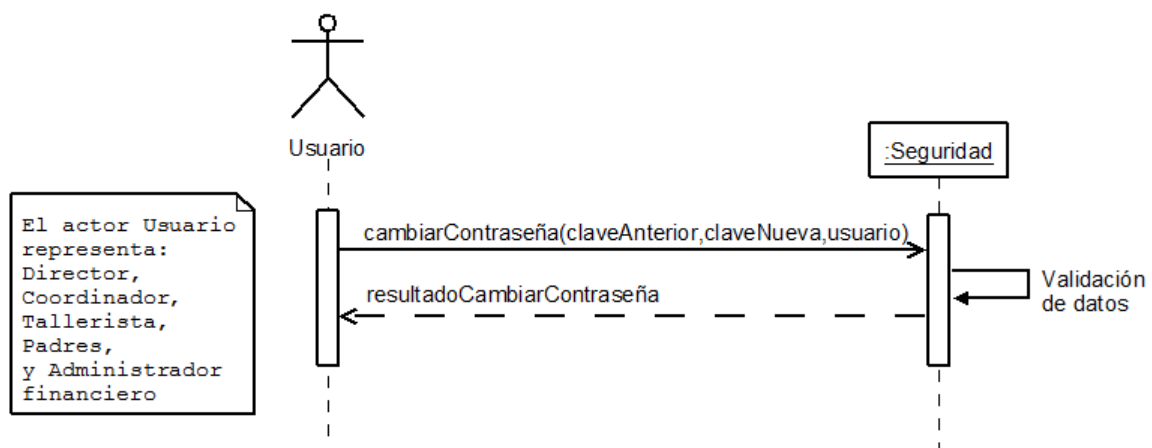 Usuario
:Seguridad
El actor Usuario
representa:
Director,
Coordinador,
Tallerista,
Padres,
y Administrador
financiero
cambiarContraseña(claveAnterior,claveNueva,usuario)
resultadoCambiarContraseña
Validación
de datos